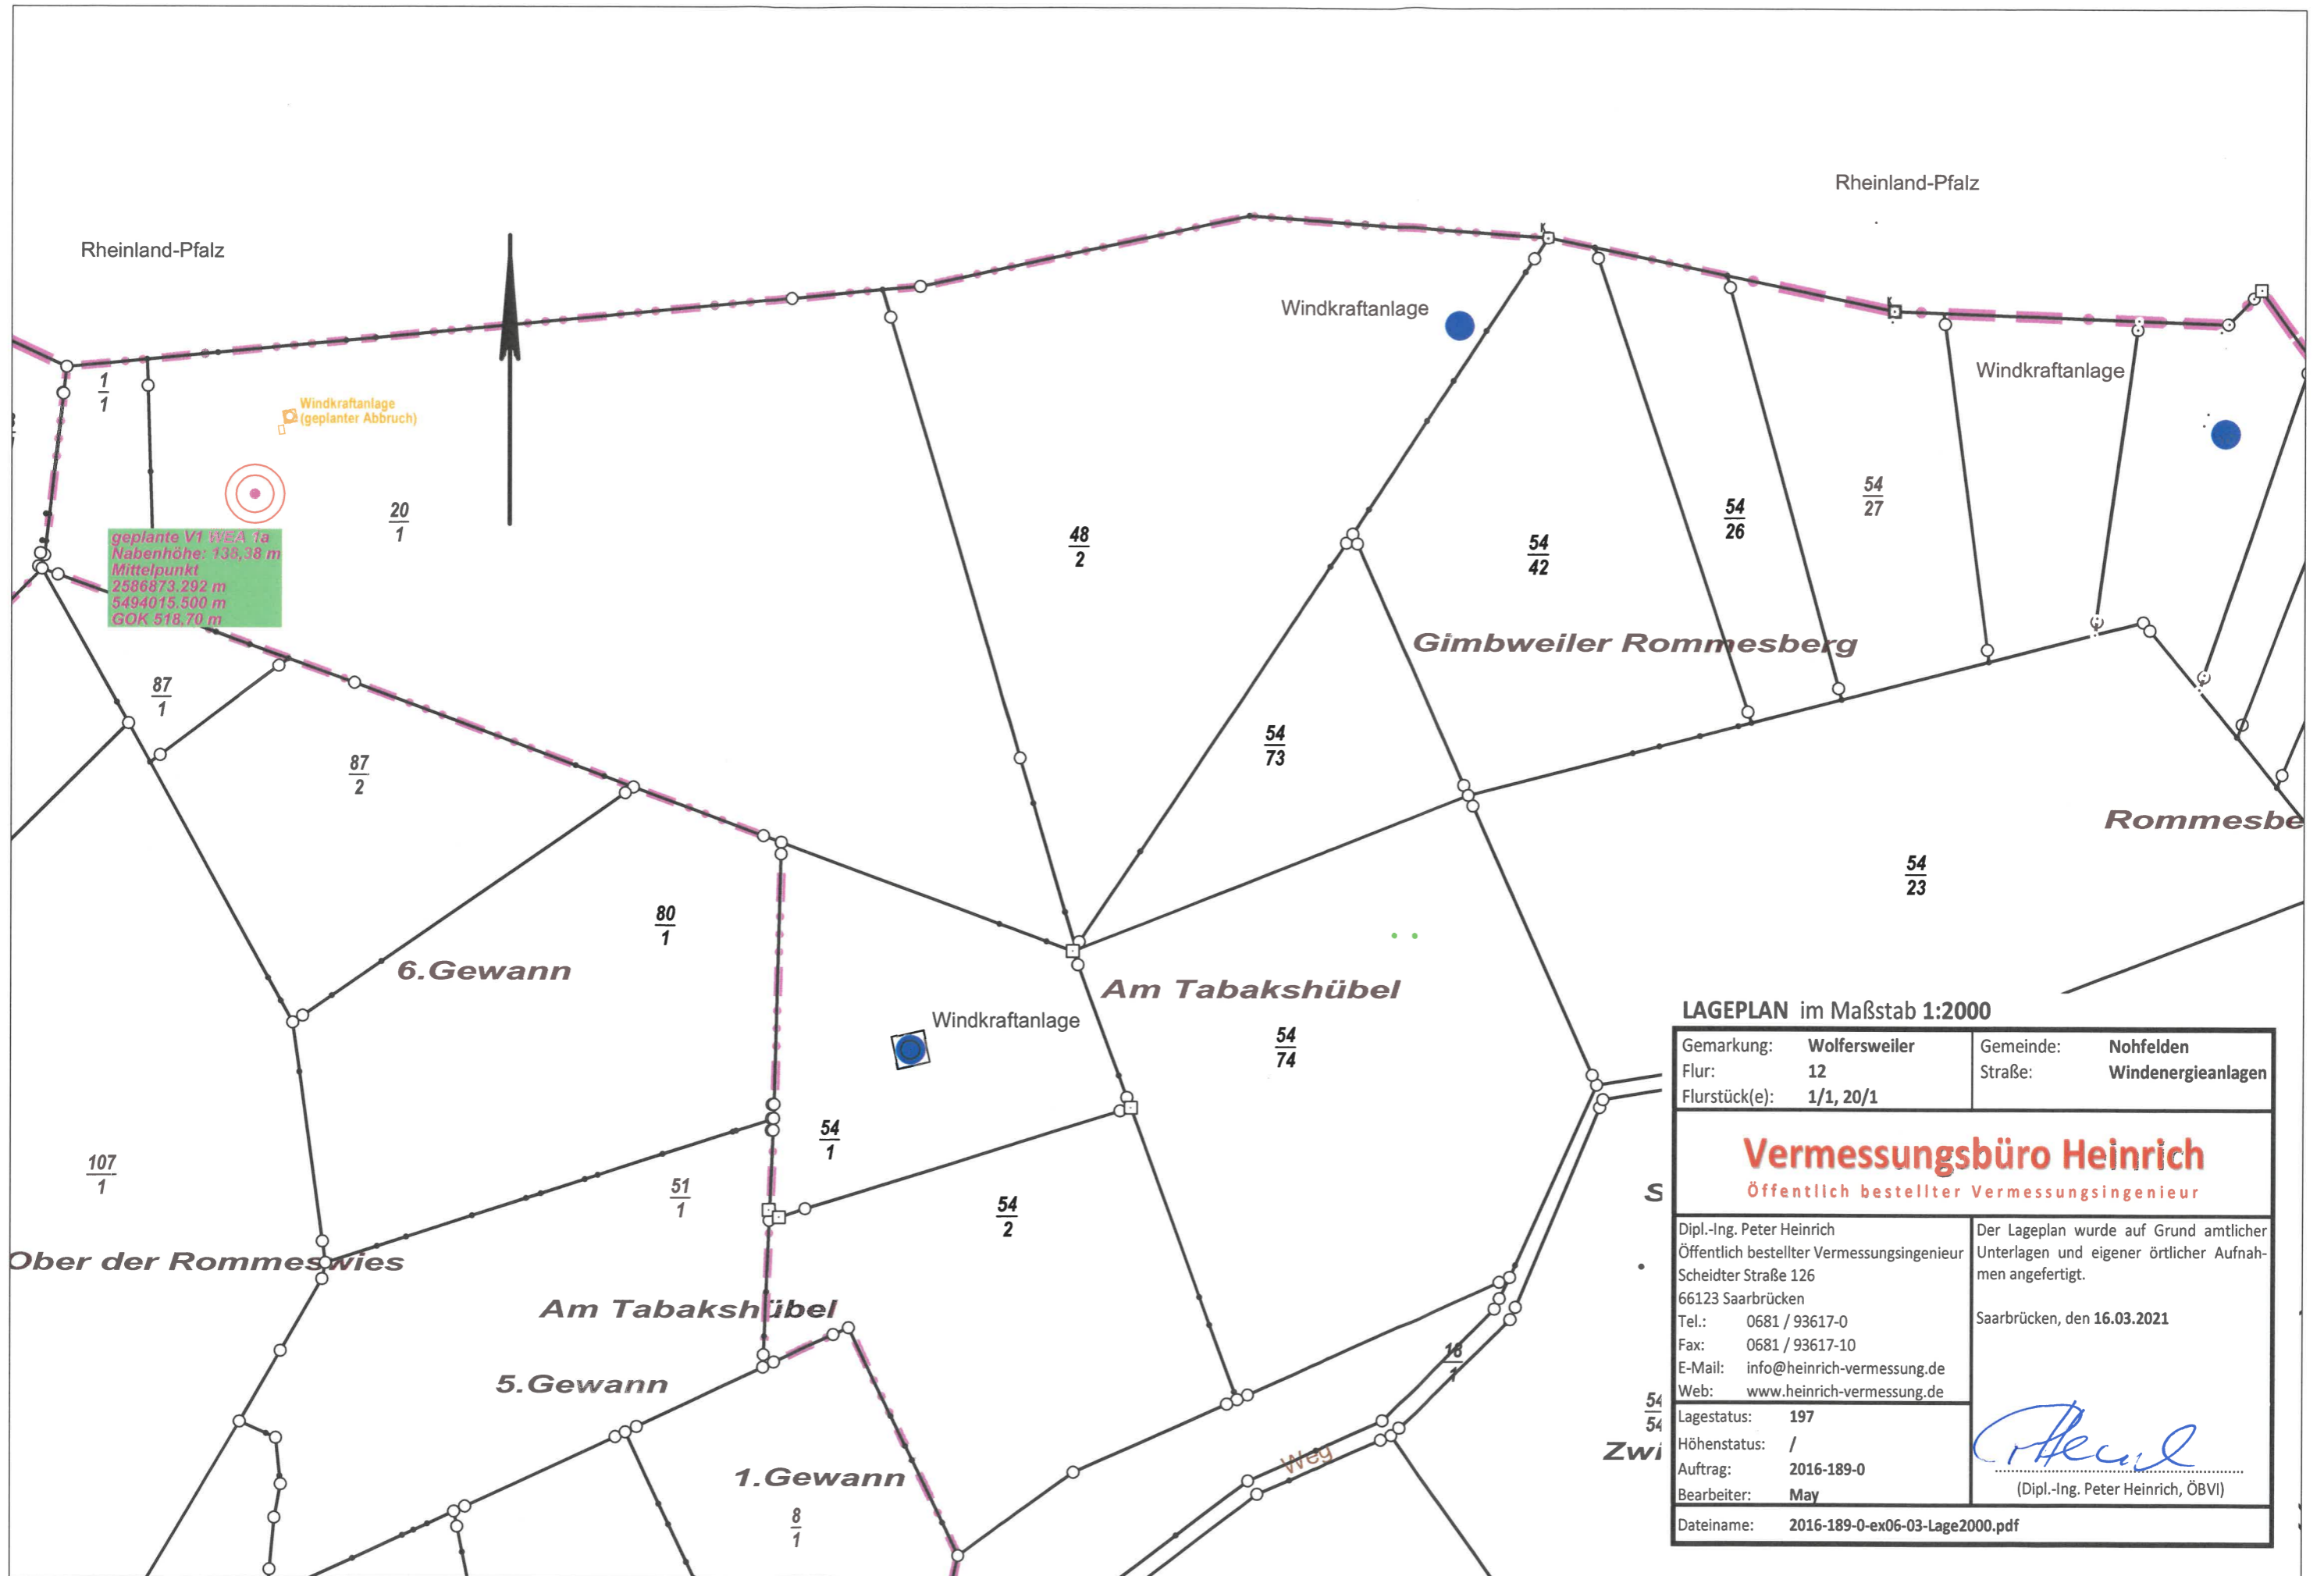 Rheinland-Pfalz
Rheinland-Pfalz
Windkraftanlage
Windkraftanlage
1
1
Windkraftanlage
(geplanter Abbruch)
20
1
48
2
54
42
54
26
54
27
geplante V1 WEA 1a
Nabenhöhe: 138,38 m
Mittelpunkt
2586873.292 m
5494015.500 m
GOK 518,70 m
Gimbweiler Rommesberg
87
1
87
2
54
73
Rommesbe
54
23
80
1
6.Gewann
Am Tabakshübel
Windkraftanlage
54
74
54
1
107
1
51
1
54
2
Ober der Rommeswies
Am Tabakshübel
5.Gewann
18
1
1.Gewann
Weg
8
1
S
54
54
Zwi
LAGEPLAN im Maßstab 1:2000
Gemarkung: Wolfersweiler
Flur: 12
Flurstück(e): 1/1, 20/1
Gemeinde: Nohfelden
Straße: Windenergieanlagen
Vermessungsbüro Heinrich
Öffentlich bestellter Vermessungsingenieur
Dipl.-Ing. Peter Heinrich
Öffentlich bestellter Vermessungsingenieur
Scheidter Straße 126
66123 Saarbrücken
Tel.: 0681 / 93617-0
Fax: 0681 / 93617-10
E-Mail: info@heinrich-vermessung.de
Web: www.heinrich-vermessung.de
Der Lageplan wurde auf Grund amtlicher
Unterlagen und eigener örtlicher Aufnah-
men angefertigt.
Saarbrücken, den 16.03.2021
Lagestatus: 197
Höhenstatus: /
Auftrag: 2016-189-0
Bearbeiter: May
(Dipl.-Ing. Peter Heinrich, ÖBVI)
Dateiname: 2016-189-0-ex06-03-Lage2000.pdf